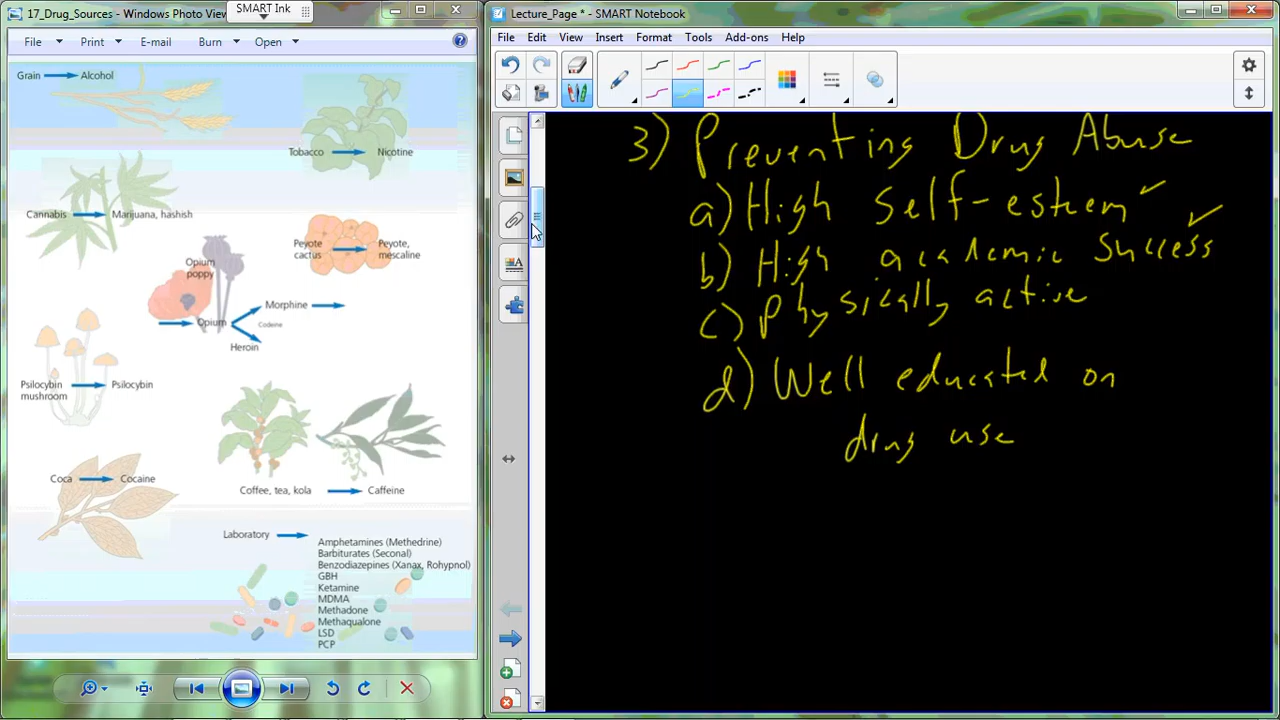 17_Drug_Sources - Windows Photo View
SMART Ink
File Print E-mail Burn Open
Grain Alcohol
Tobacco Nicotine
Cannabis Marijuana, hashish
Peyote cactus Peyote, mescaline
Opium poppy
Opium
Morphine
Codeine
Heroin
Psilocybin mushroom Psilocybin
Coca Cocaine
Coffee, tea, kola Caffeine
Laboratory
Amphetamines (Methedrine)
Barbiturates (Seconal)
Benzodiazepines (Xanax, Rohypnol)
GBH
Ketamine
MDMA
Methadone
Methaqualone
LSD
PCP
Lecture_Page * - SMART Notebook
File Edit View Insert Format Tools Add-ons Help
3) Preventing Drug Abuse
a) High self-esteem ✓
b) High academic success ✓
c) Physically active
d) Well educated on
drug use